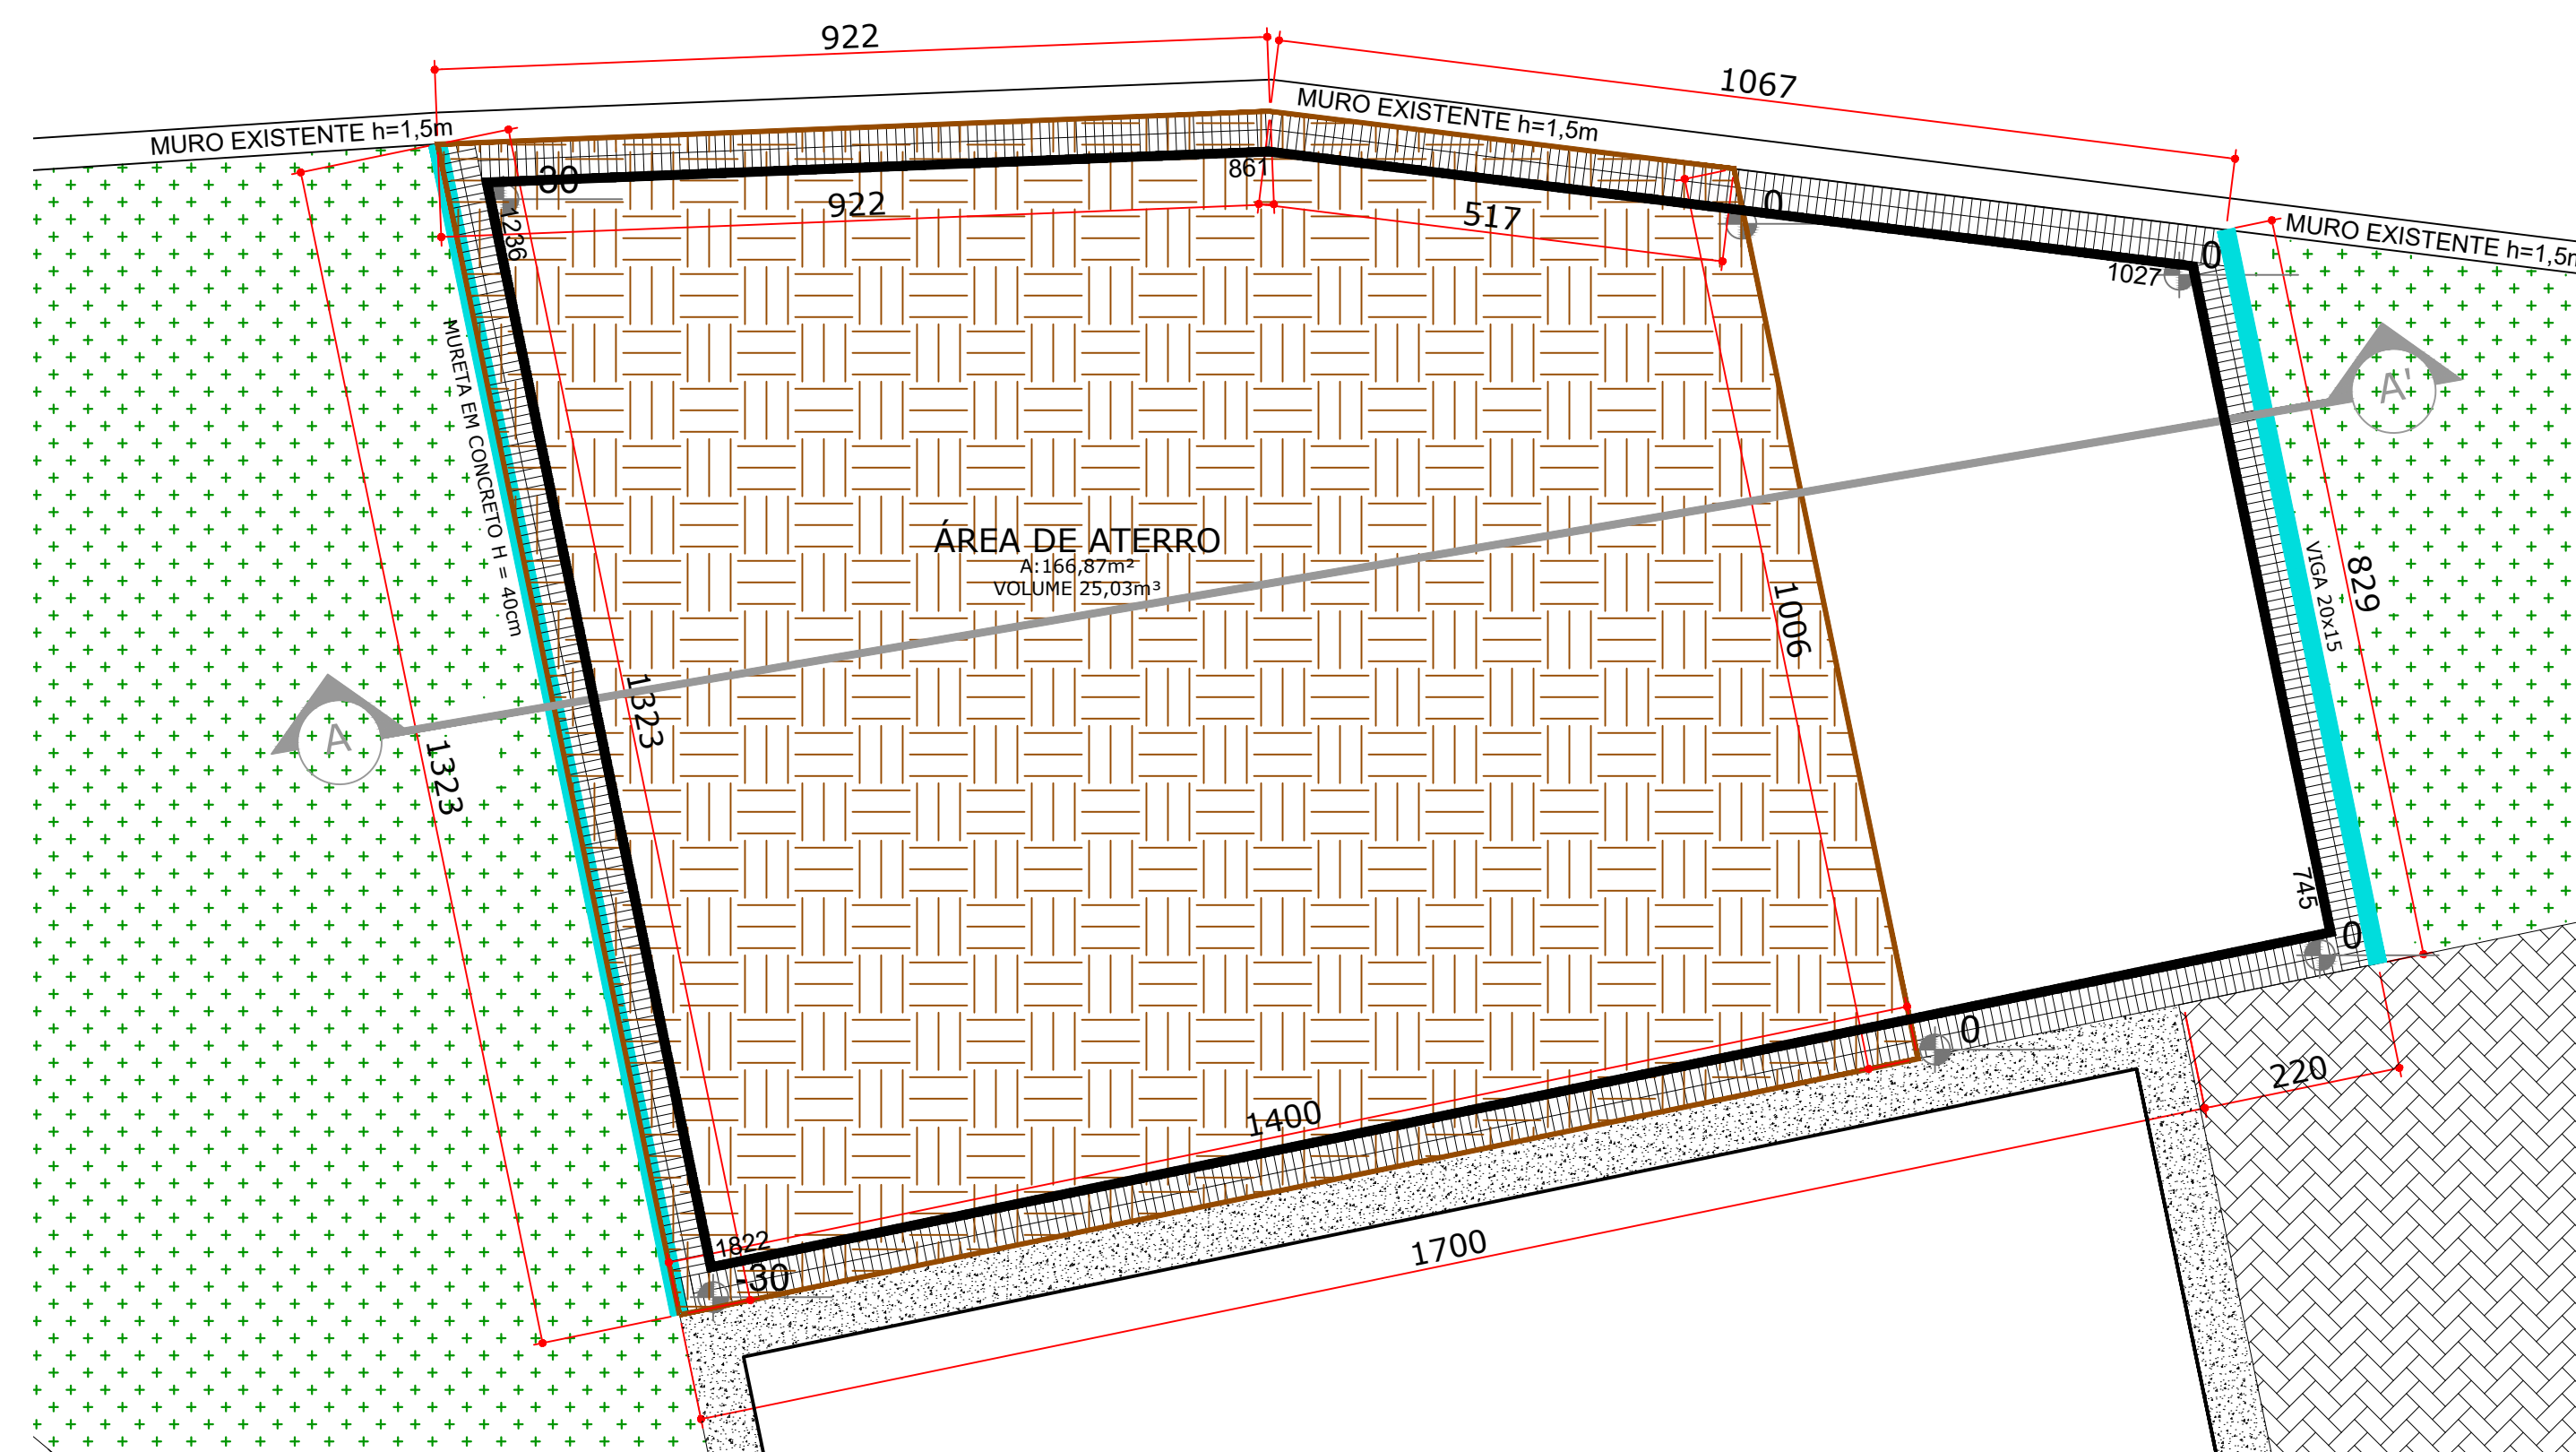 922
1067
MURO EXISTENTE h=1,5m
MURO EXISTENTE h=1,5m
MURO EXISTENTE h=1,5m
861
922
517
0
0
1027
1236
MURETA EM CONCRETO H = 40cm
ÁREA DE ATERRO
A:166,87m²
VOLUME 25,03m³
A
A'
1323
1323
1006
VIGA 20x15
829
745
0
0
220
1400
1822
-30
1700